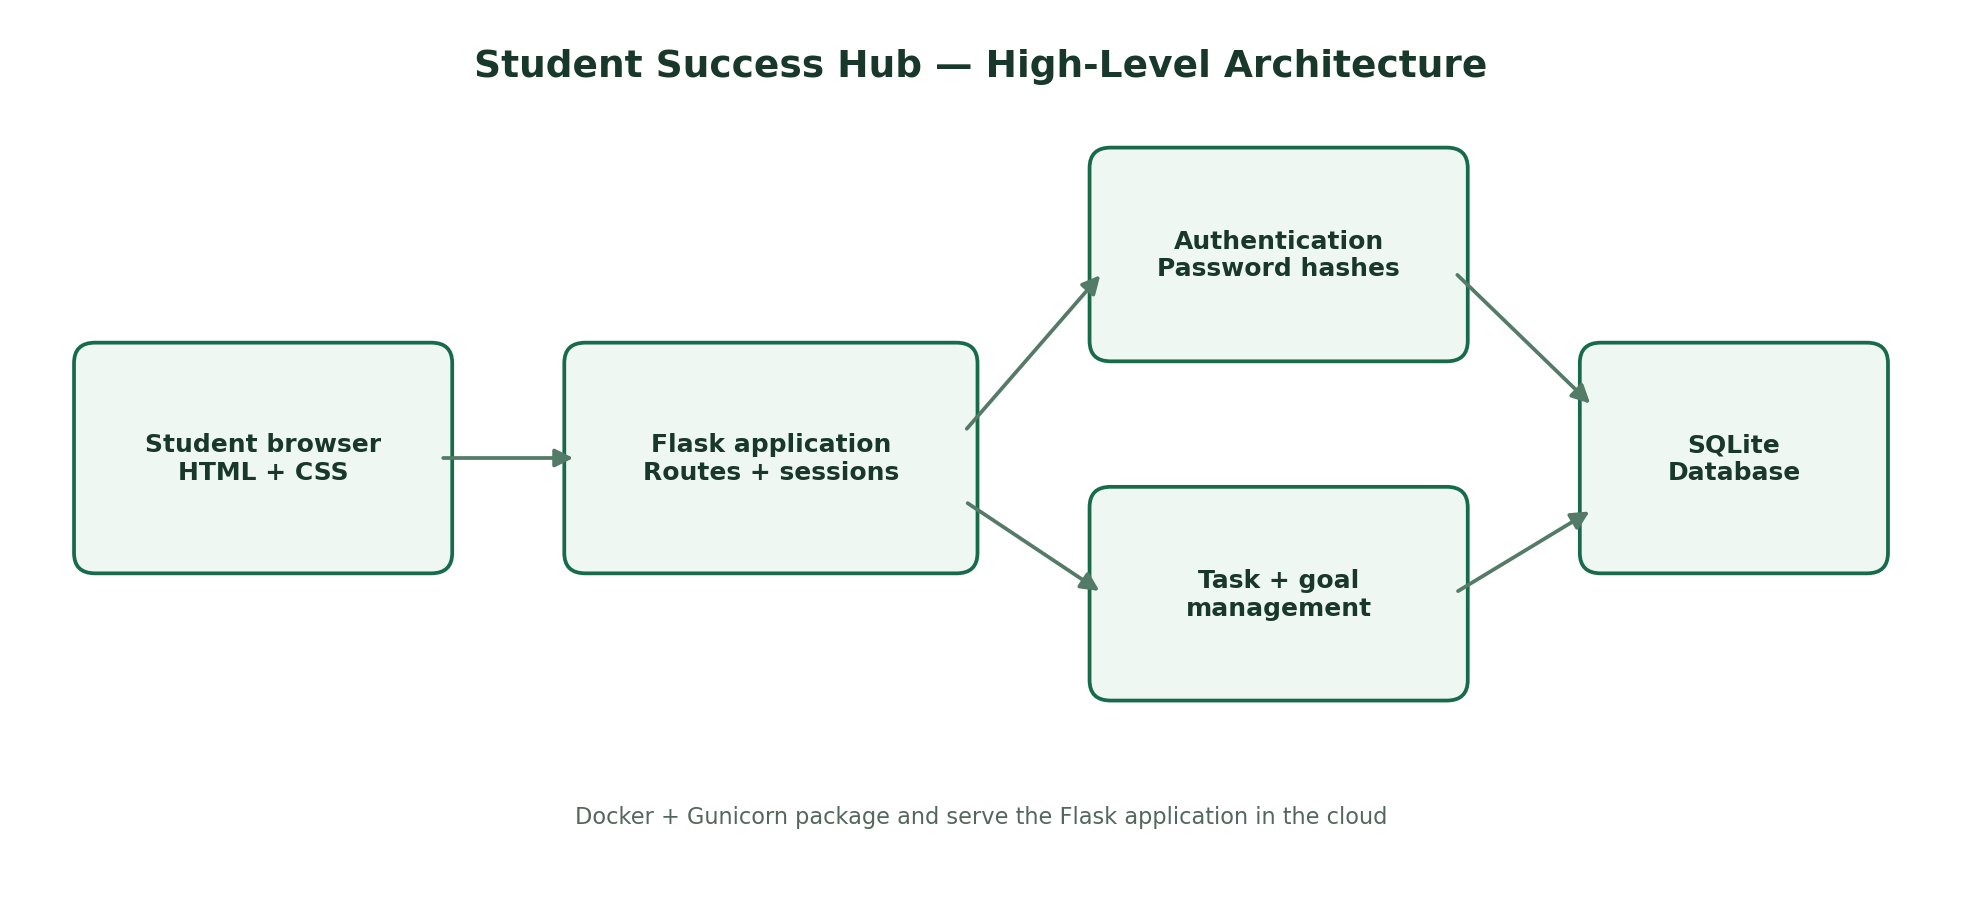 Student Success Hub — High-Level Architecture
Authentication
Password hashes
Student browser
HTML + CSS
Flask application
Routes + sessions
SQLite
Database
Task + goal
management
Docker + Gunicorn package and serve the Flask application in the cloud